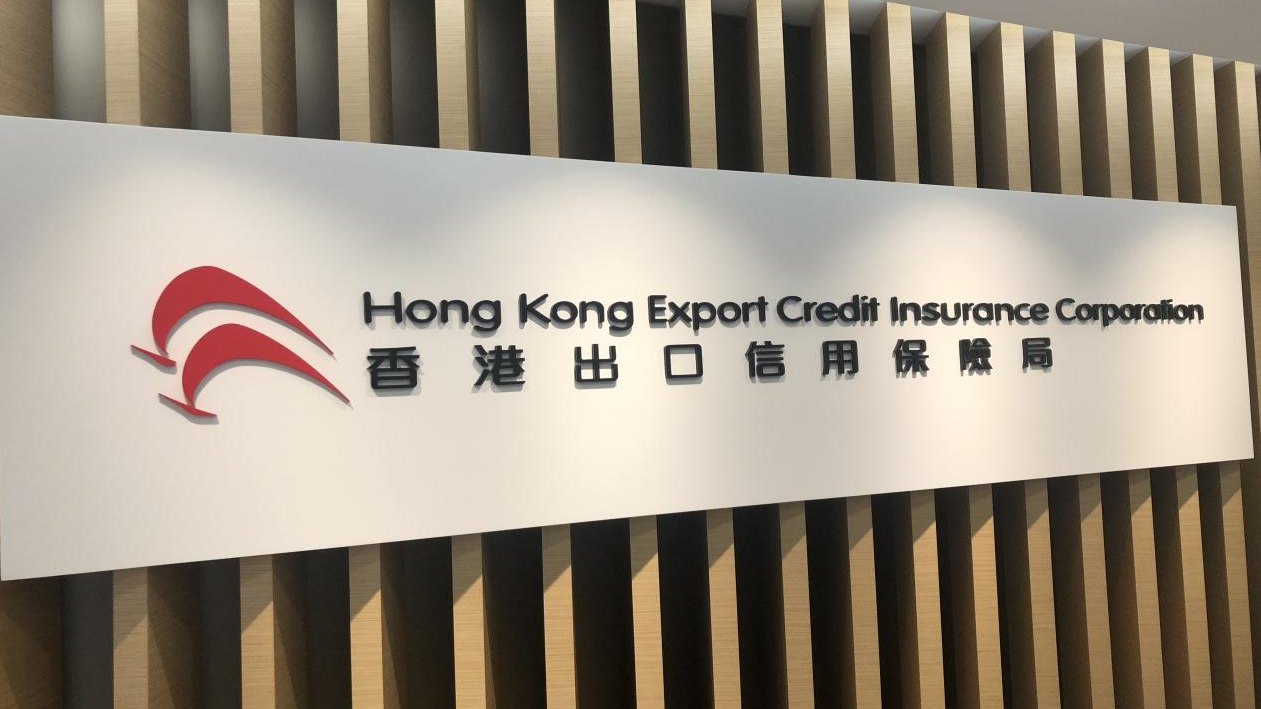 Hong Kong Export Credit Insurance Corporation
香港出口信用保險局